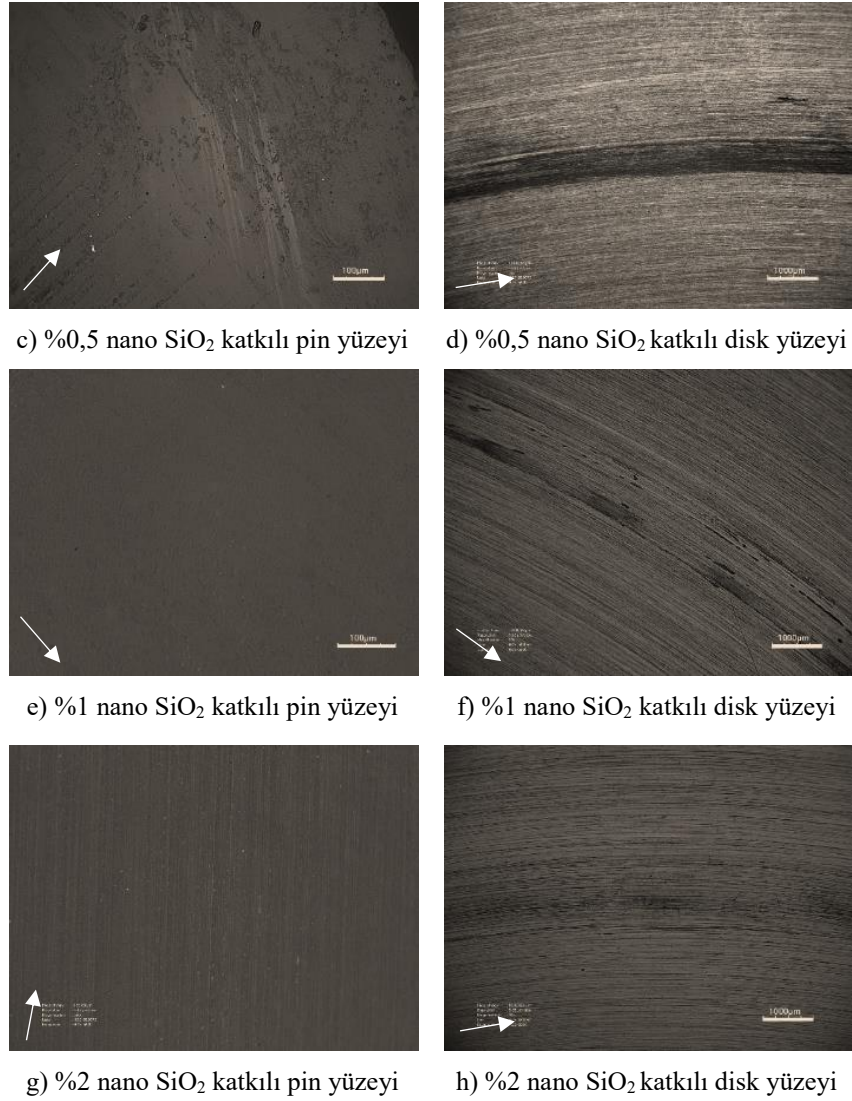 100µm
1000µm
c) %0,5 nano SiO₂ katkılı pin yüzeyi
d) %0,5 nano SiO₂ katkılı disk yüzeyi
100µm
1000µm
e) %1 nano SiO₂ katkılı pin yüzeyi
f) %1 nano SiO₂ katkılı disk yüzeyi
1000µm
g) %2 nano SiO₂ katkılı pin yüzeyi
h) %2 nano SiO₂ katkılı disk yüzeyi